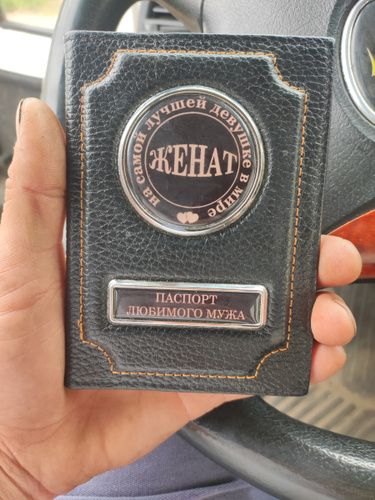 на самой лучшей девушке в мире
ЖЕНАТ
ПАСПОРТ
ЛЮБИМОГО МУЖА